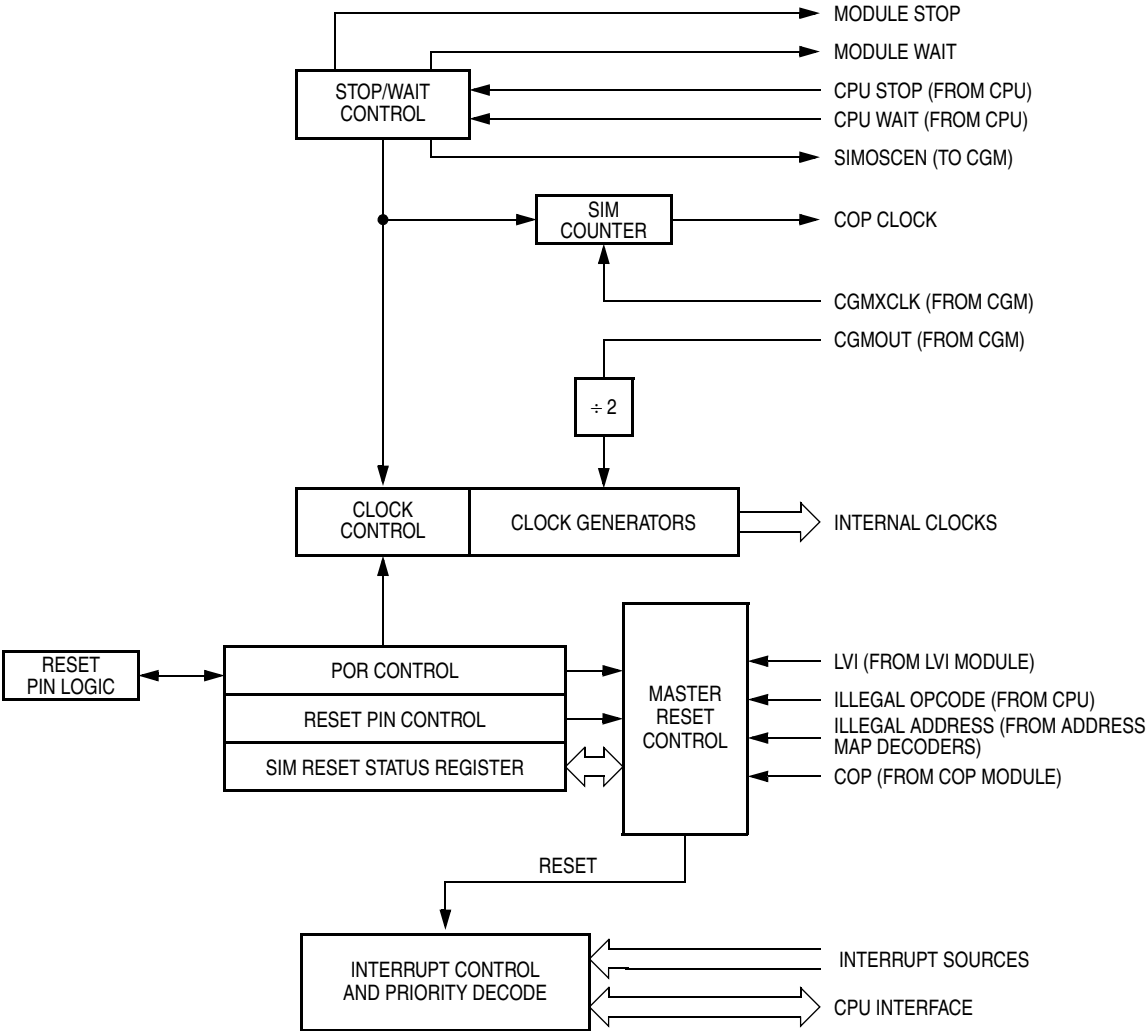 MODULE STOP
MODULE WAIT
STOP/WAIT
CONTROL
CPU STOP (FROM CPU)
CPU WAIT (FROM CPU)
SIMOSCEN (TO CGM)
SIM
COUNTER
COP CLOCK
CGMXCLK (FROM CGM)
CGMOUT (FROM CGM)
÷ 2
CLOCK
CONTROL
CLOCK GENERATORS
INTERNAL CLOCKS
RESET
PIN LOGIC
POR CONTROL
RESET PIN CONTROL
SIM RESET STATUS REGISTER
MASTER
RESET
CONTROL
LVI (FROM LVI MODULE)
ILLEGAL OPCODE (FROM CPU)
ILLEGAL ADDRESS (FROM ADDRESS
MAP DECODERS)
COP (FROM COP MODULE)
RESET
INTERRUPT CONTROL
AND PRIORITY DECODE
INTERRUPT SOURCES
CPU INTERFACE